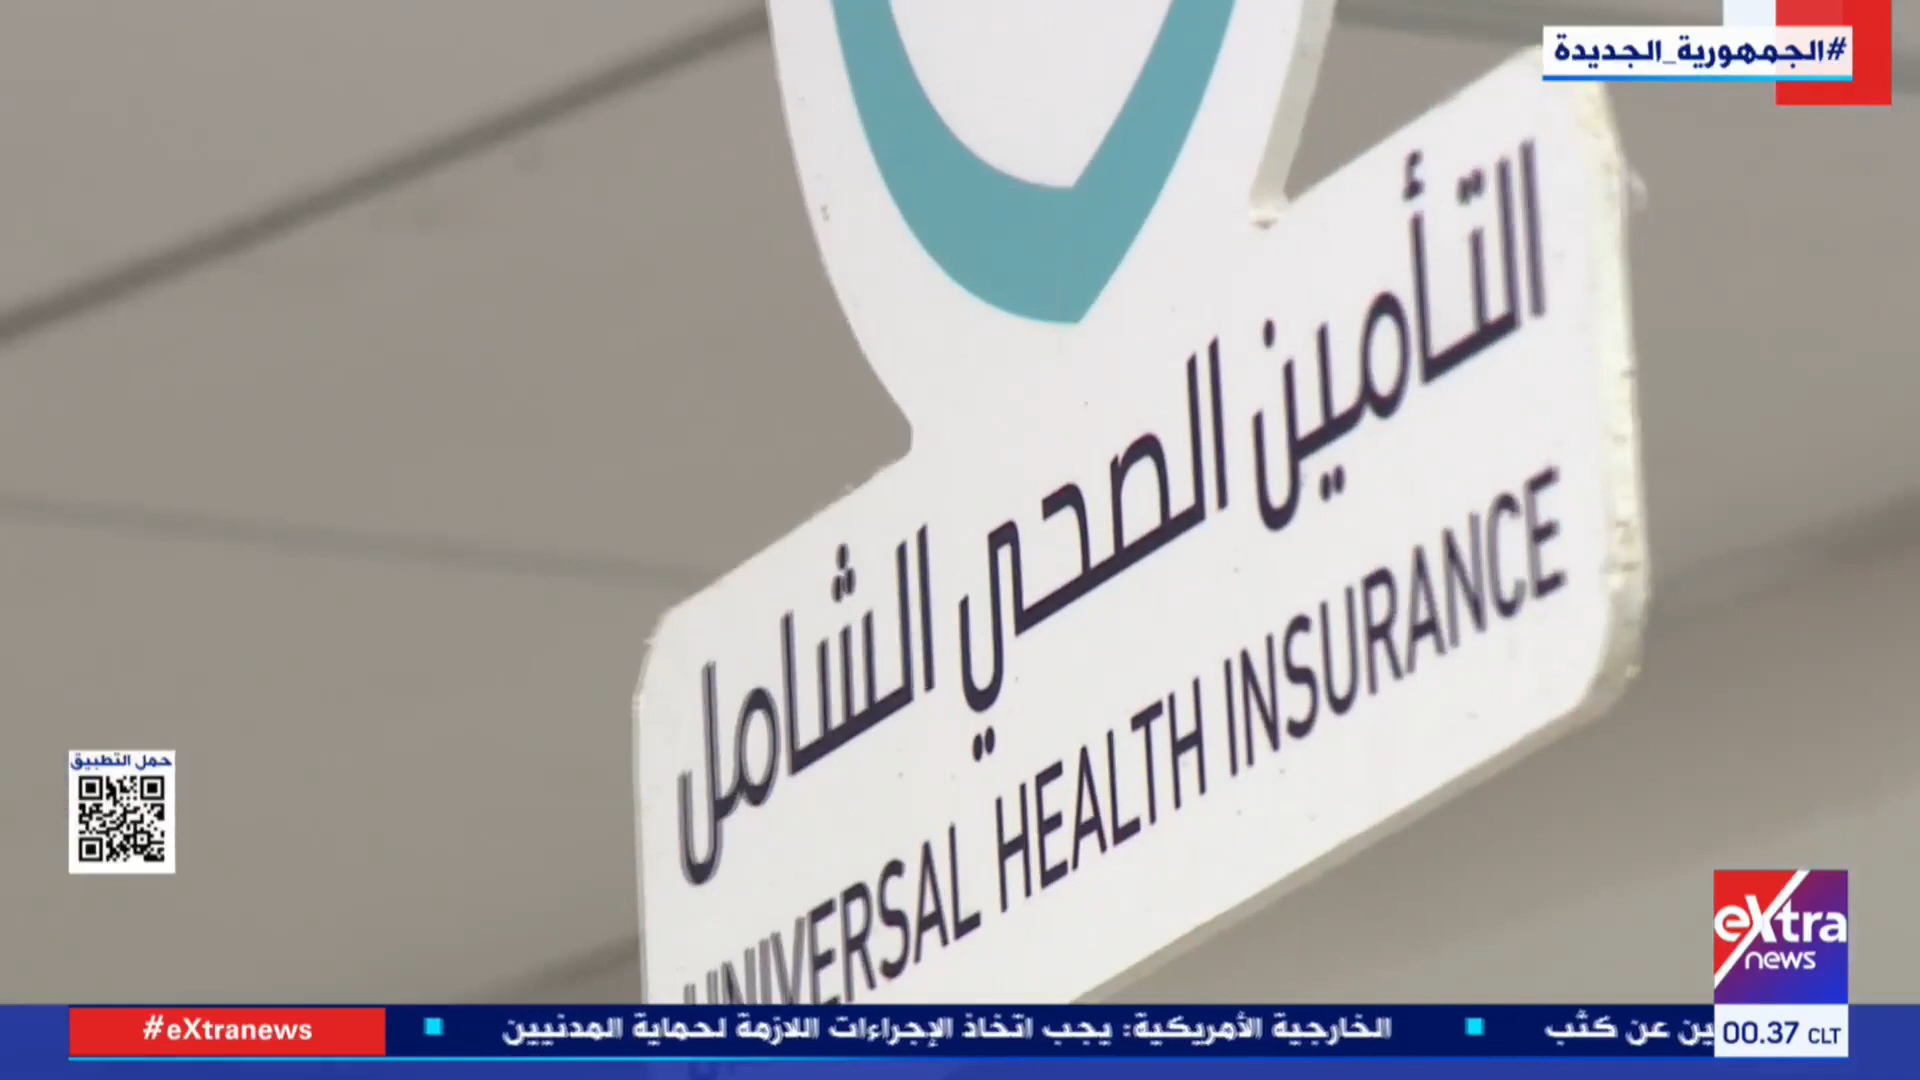 #الجمهورية_الجديدة
التأمين الصحي الشامل
UNIVERSAL HEALTH INSURANCE
حمل التطبيق
eXtra
news
#eXtranews
الخارجية الأمريكية: يجب اتخاذ الإجراءات اللازمة لحماية المدنيين
ين عن كثب
00.37 CLT